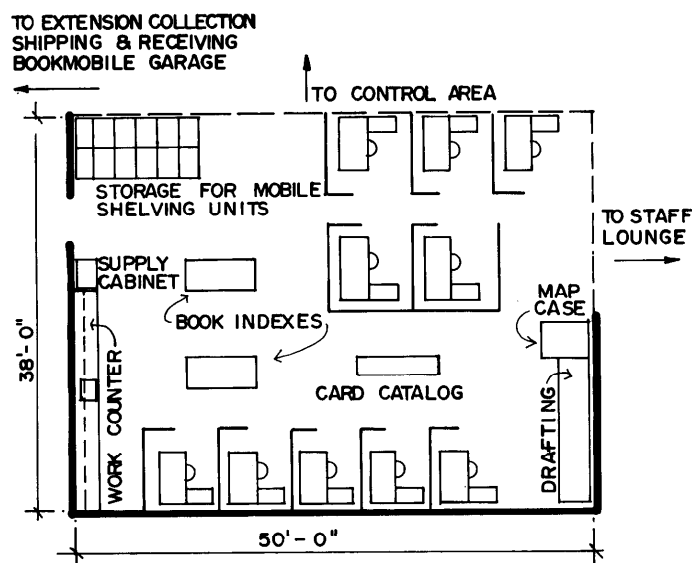 TO EXTENSION COLLECTION
SHIPPING & RECEIVING
BOOKMOBILE GARAGE
TO CONTROL AREA
STORAGE FOR MOBILE
SHELVING UNITS
TO STAFF
LOUNGE
SUPPLY
CABINET
MAP
CASE
BOOK INDEXES
38'-0"
WORK COUNTER
CARD CATALOG
DRAFTING
50'-0"